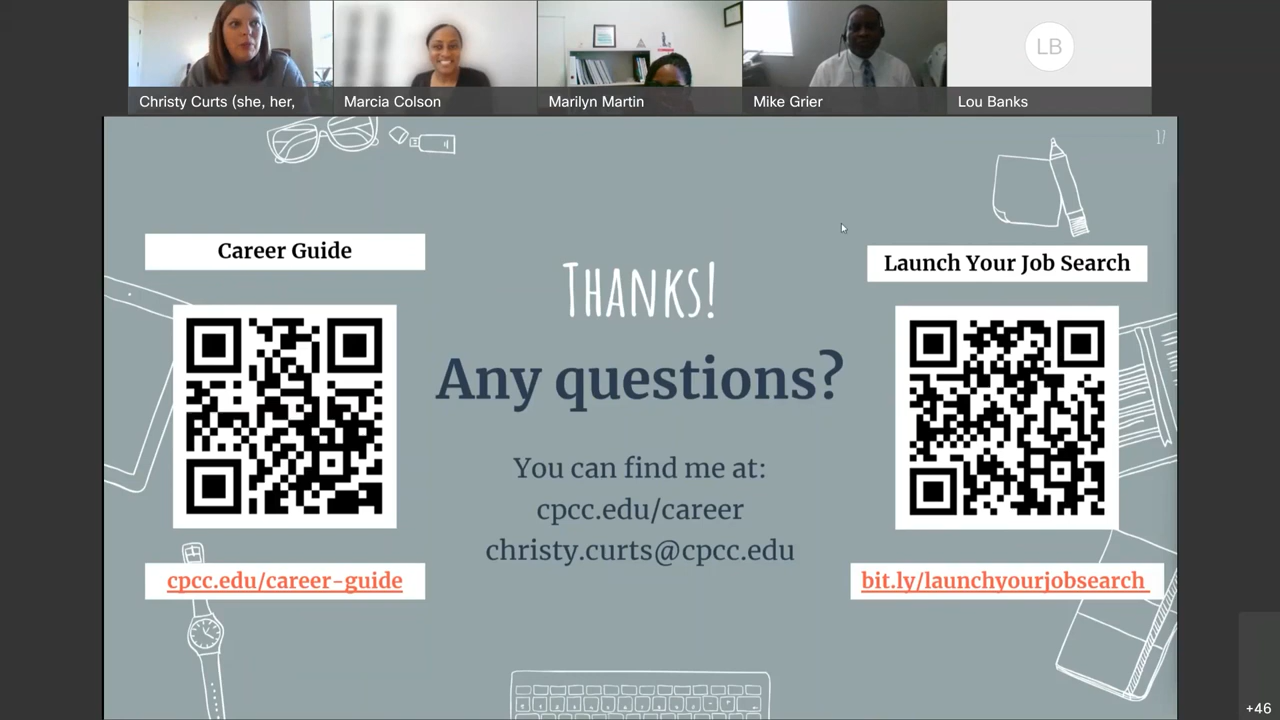 LB
Christy Curts (she, her,
Marcia Colson
Marilyn Martin
Mike Grier
Lou Banks
17
Career Guide
Launch Your Job Search
THANKS!
Any questions?
You can find me at:
cpcc.edu/career
christy.curts@cpcc.edu
cpcc.edu/career-guide
bit.ly/launchyourjobsearch
+46